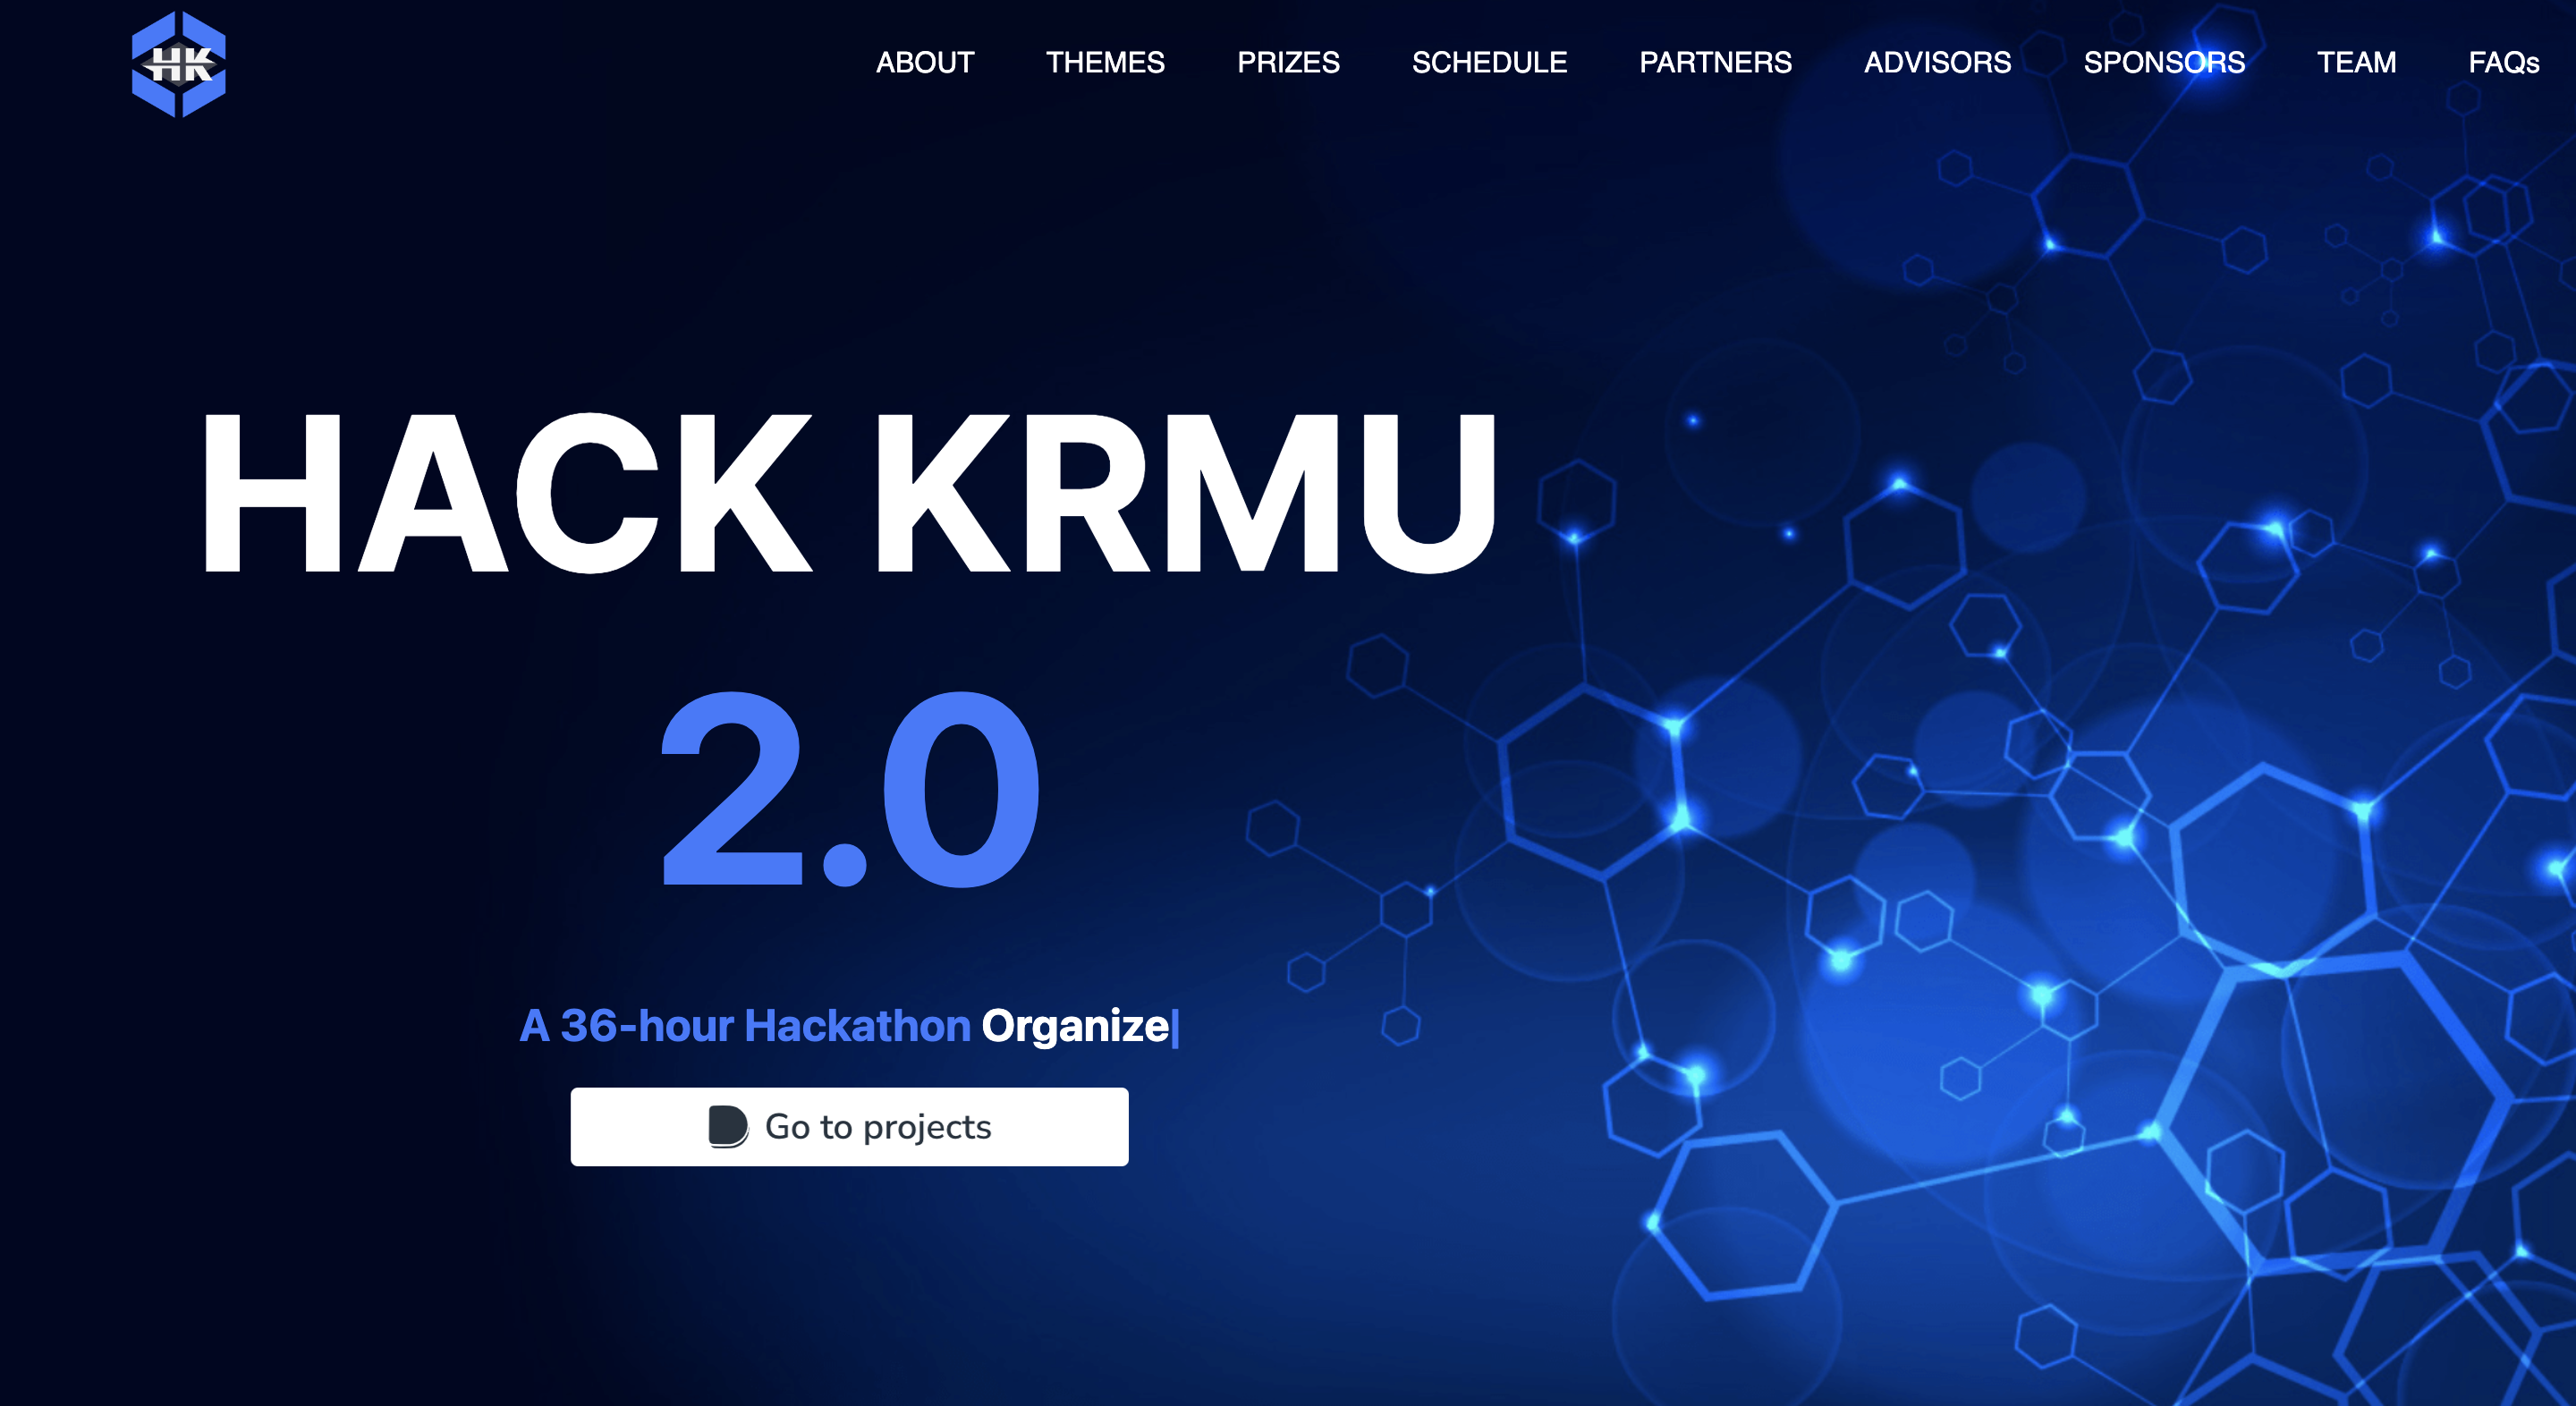 HK
ABOUT THEMES PRIZES SCHEDULE PARTNERS ADVISORS SPONSORS TEAM FAQs
HACK KRMU
2.0
A 36-hour Hackathon Organize|
Go to projects